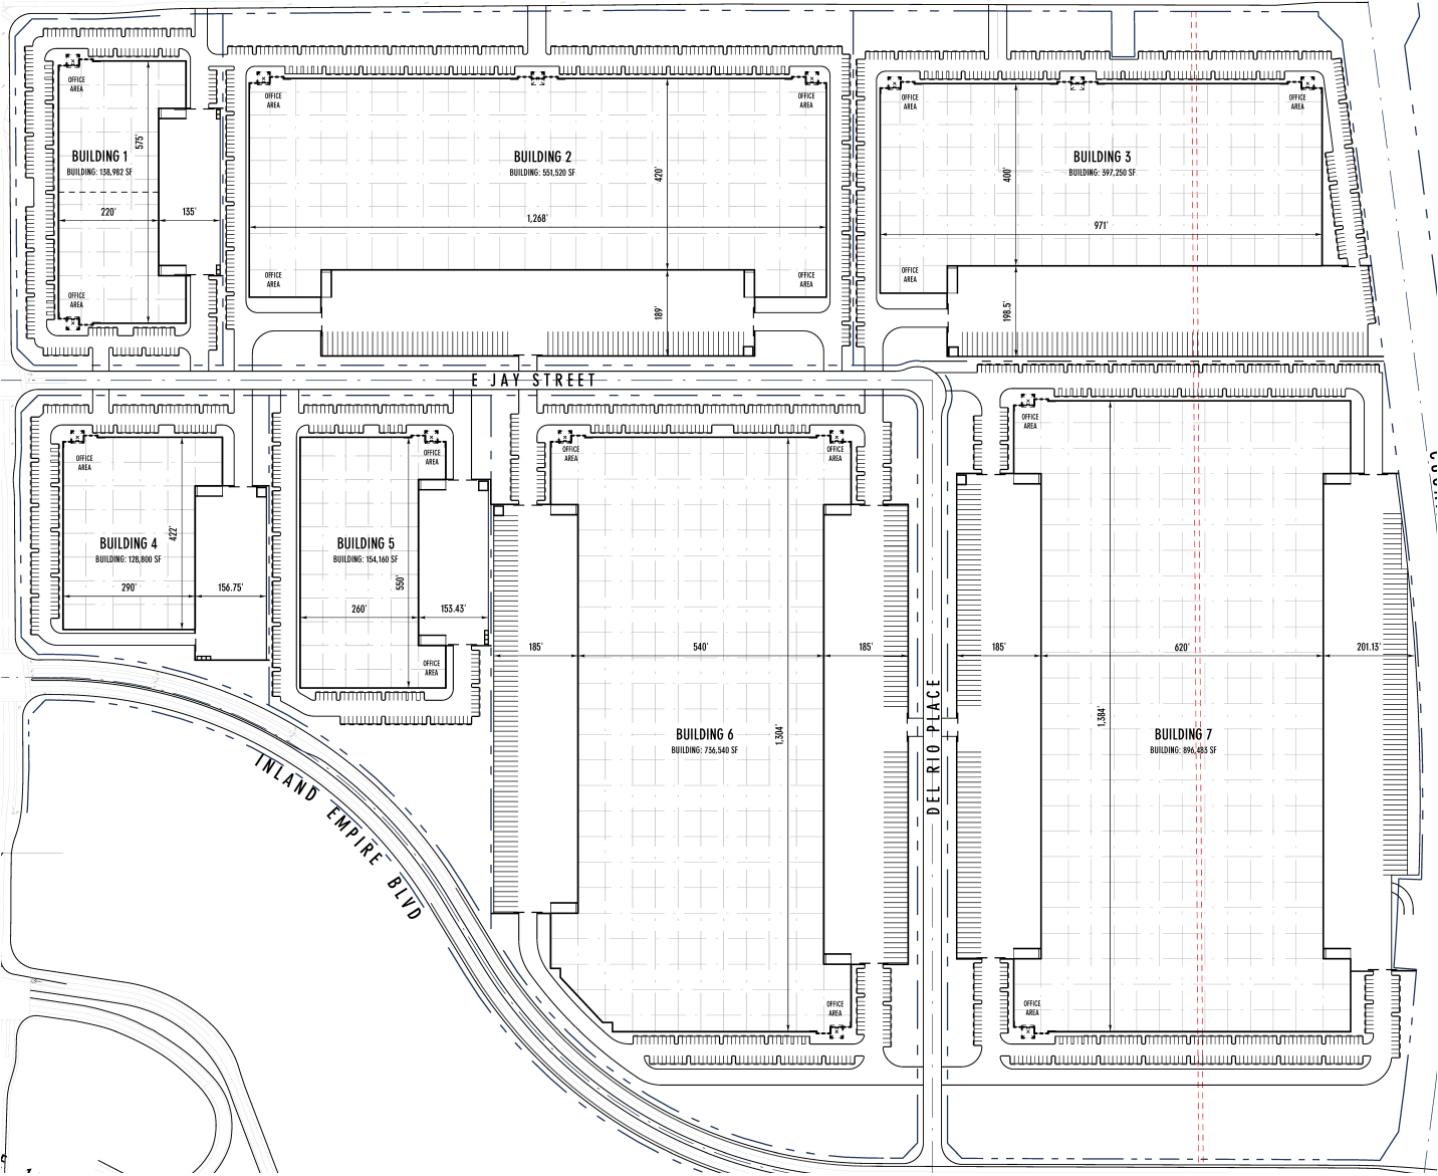 OFFICE
AREA
BUILDING 1
BUILDING: 138,982 SF
575'
220'
135'
OFFICE
AREA
OFFICE
AREA
OFFICE
AREA
BUILDING 2
BUILDING: 551,520 SF
420'
1,268'
OFFICE
AREA
OFFICE
AREA
189'
OFFICE
AREA
OFFICE
AREA
BUILDING 3
BUILDING: 397,250 SF
400'
971'
OFFICE
AREA
198.5'
E JAY STREET
OFFICE
AREA
BUILDING 4
BUILDING: 128,800 SF
422'
290'
156.75'
OFFICE
AREA
BUILDING 5
BUILDING: 154,160 SF
550'
260'
153.43'
OFFICE
AREA
OFFICE
AREA
OFFICE
AREA
185'
540'
185'
BUILDING 6
BUILDING: 736,540 SF
1,304'
OFFICE
AREA
DEL RIO PLACE
OFFICE
AREA
185'
620'
201.13'
BUILDING 7
BUILDING: 896,483 SF
1,384'
OFFICE
AREA
INLAND EMPIRE BLVD